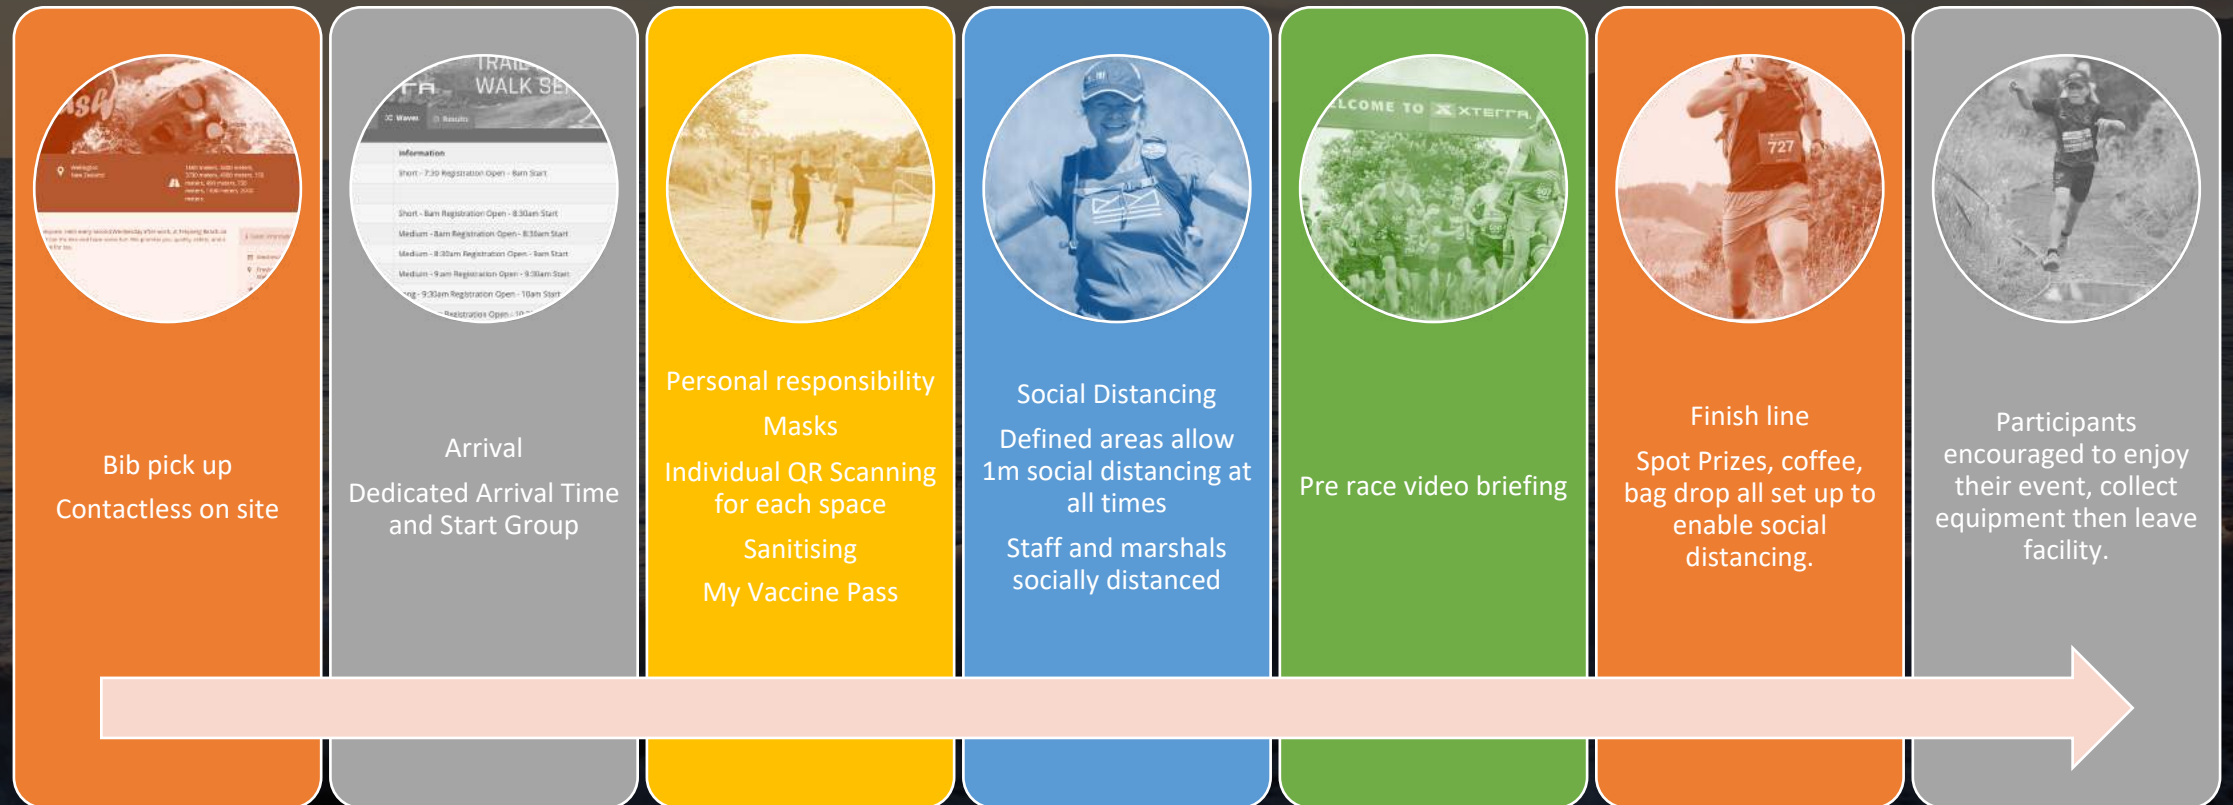 Bib pick up
Contactless on site
TRAIL
WALK SE
Waves
Results
Information
Short - 7:30 Registration Open - 8am Start
Short - 8am Registration Open - 8:30am Start
Medium - 8am Registration Open - 8:30am Start
Medium - 8:30am Registration Open - 9am Start
Medium - 9am Registration Open - 9:30am Start
- 9:30am Registration Open - 10am Start
Registration Open
Arrival
Dedicated Arrival Time
and Start Group
Personal responsibility
Masks
Individual QR Scanning
for each space
Sanitising
My Vaccine Pass
Social Distancing
Defined areas allow
1m social distancing at
all times
Staff and marshals
socially distanced
LCOME TO XTERRA
Pre race video briefing
727
Finish line
Spot Prizes, coffee,
bag drop all set up to
enable social
distancing.
Participants
encouraged to enjoy
their event, collect
equipment then leave
facility.